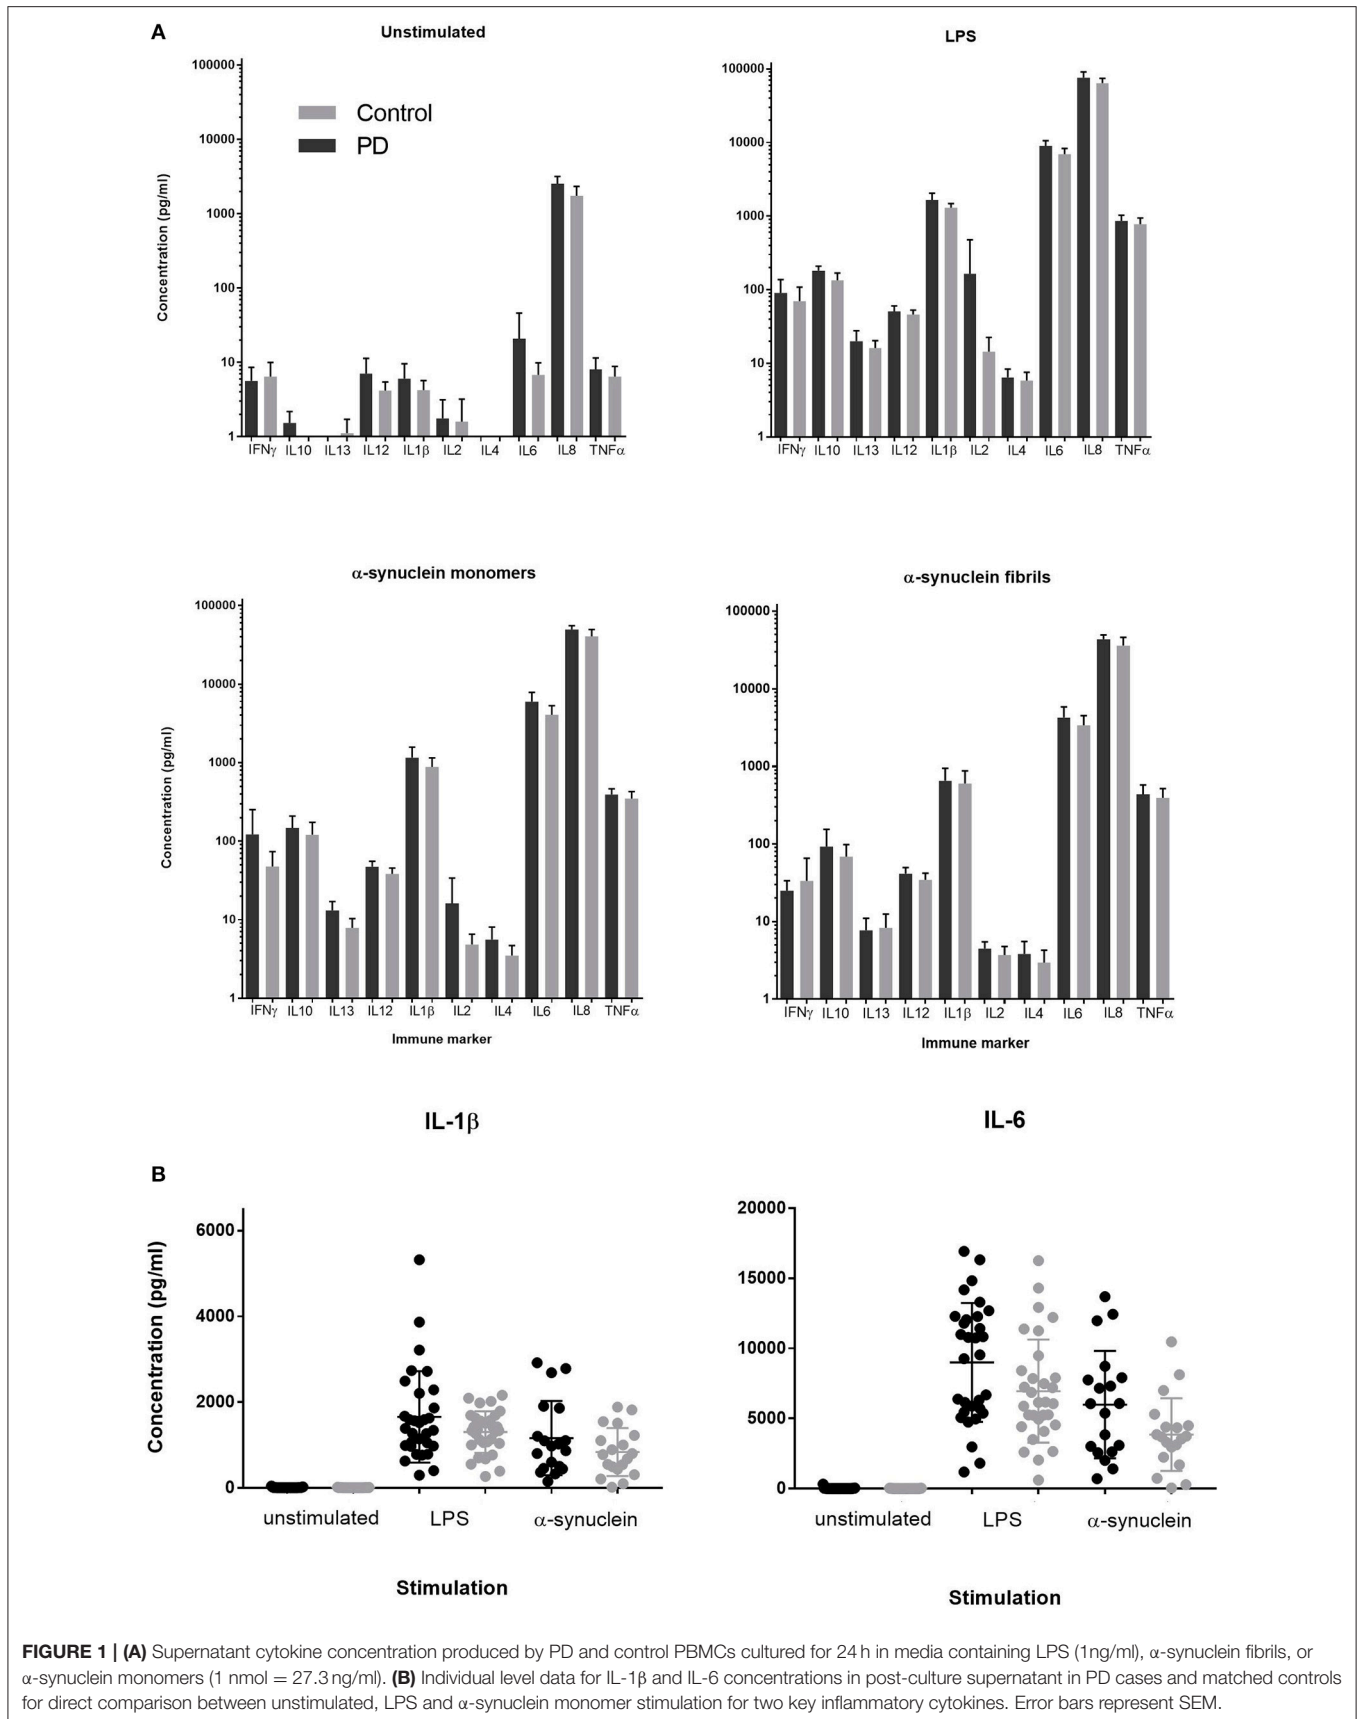 A
Unstimulated
100000
10000
1000
100
10
1
Concentration (pg/ml)
Control
PD
IFNγ IL10 IL13 IL12 IL1β IL2 IL4 IL6 IL8 TNFα
LPS
100000
10000
1000
100
10
1
IFNγ IL10 IL13 IL12 IL1β IL2 IL4 IL6 IL8 TNFα
α-synuclein monomers
100000
10000
1000
100
10
1
Concentration (pg/ml)
IFNγ IL10 IL13 IL12 IL1β IL2 IL4 IL6 IL8 TNFα
Immune marker
α-synuclein fibrils
100000
10000
1000
100
10
1
IFNγ IL10 IL13 IL12 IL1β IL2 IL4 IL6 IL8 TNFα
Immune marker
B
IL-1β
6000
4000
2000
0
Concentration (pg/ml)
unstimulated LPS α-synuclein
Stimulation
IL-6
20000
15000
10000
5000
0
unstimulated LPS α-synuclein
Stimulation
FIGURE 1 | (A) Supernatant cytokine concentration produced by PD and control PBMCs cultured for 24 h in media containing LPS (1ng/ml), α-synuclein fibrils, or
α-synuclein monomers (1 nmol = 27.3 ng/ml). (B) Individual level data for IL-1β and IL-6 concentrations in post-culture supernatant in PD cases and matched controls
for direct comparison between unstimulated, LPS and α-synuclein monomer stimulation for two key inflammatory cytokines. Error bars represent SEM.